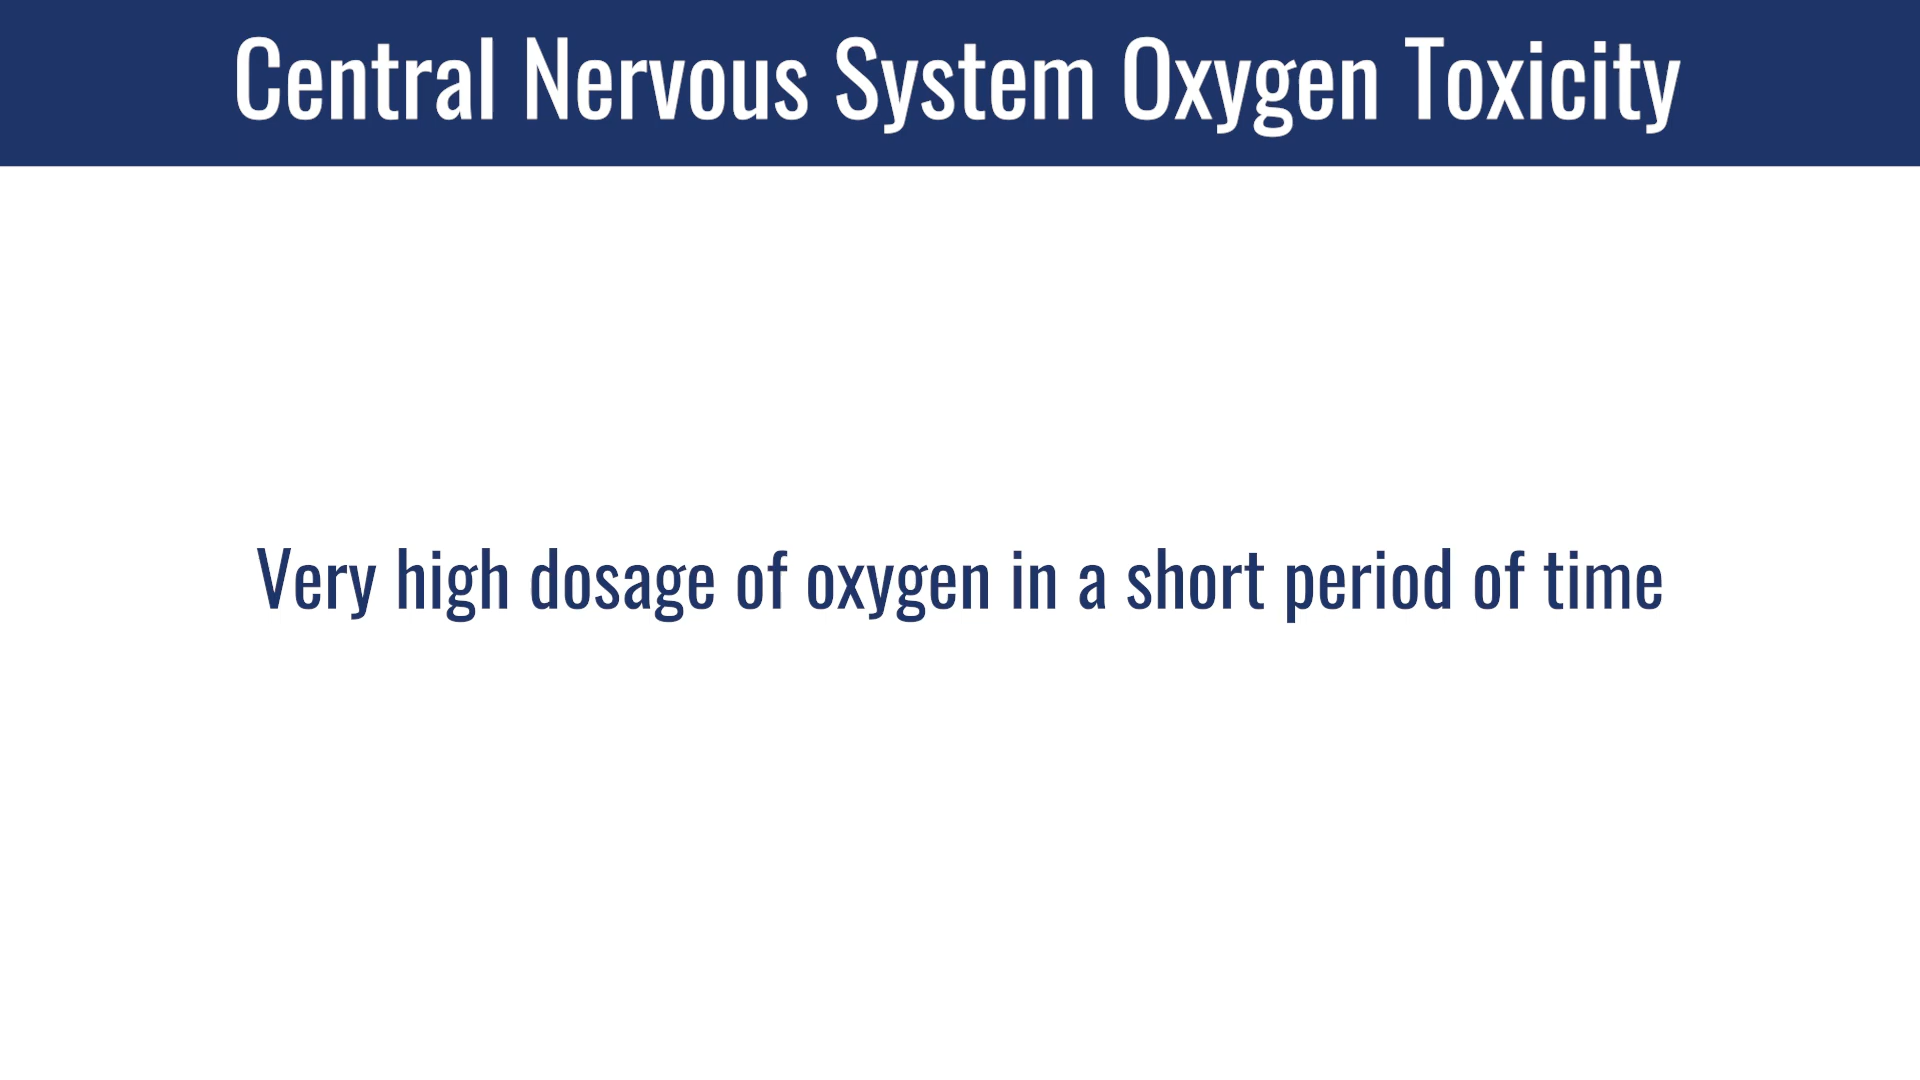 Central Nervous System Oxygen Toxicity
Very high dosage of oxygen in a short period of time